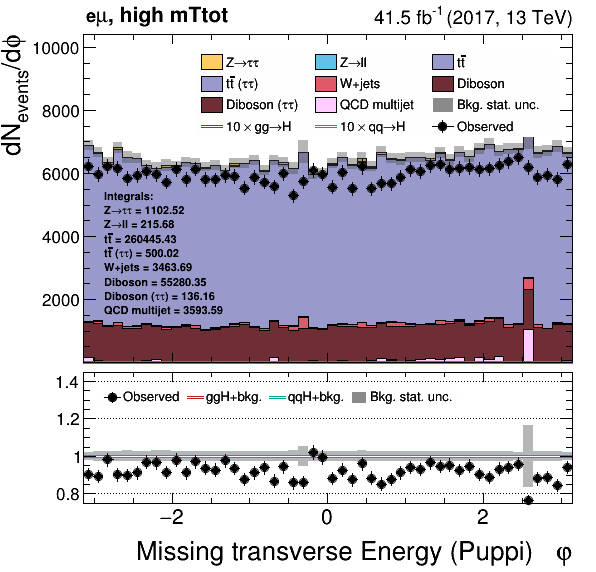 eμ, high mTtot 41.5 fb⁻¹ (2017, 13 TeV)
dN_events/dϕ
10000
8000
6000
4000
2000
Z→ττ Z→ll tt̄
tt̄ (ττ) W+jets Diboson
Diboson (ττ) QCD multijet Bkg. stat. unc.
10 × gg→H 10 × qq→H Observed
Integrals:
Z→ττ = 1102.52
Z→ll = 215.68
tt̄ = 260445.43
tt̄ (ττ) = 500.02
W+jets = 3463.69
Diboson = 55280.35
Diboson (ττ) = 136.16
QCD multijet = 3593.59
1.4
1.2
1
0.8
Observed ggH+bkg. qqH+bkg. Bkg. stat. unc.
−2 0 2
Missing transverse Energy (Puppi) φ